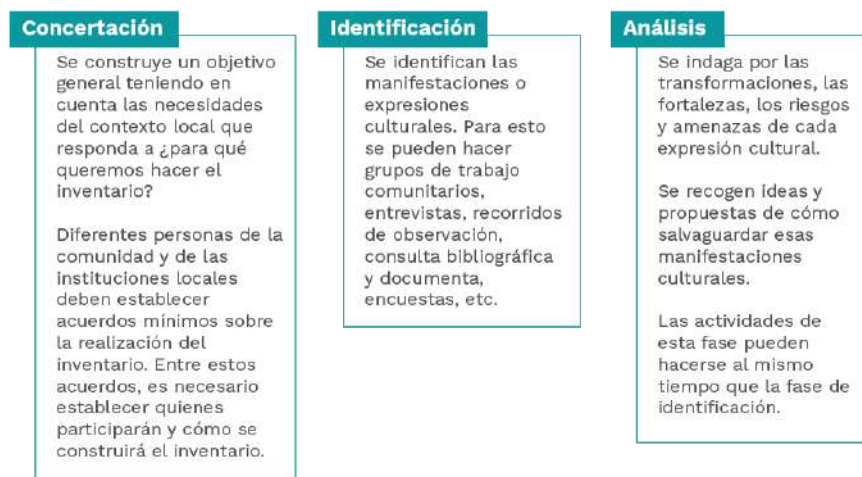 Concertación
Se construye un objetivo
general teniendo en
cuenta las necesidades
del contexto local que
responda a ¿para qué
queremos hacer el
inventario?
Diferentes personas de la
comunidad y de las
instituciones locales
deben establecer
acuerdos mínimos sobre
la realización del
inventario. Entre estos
acuerdos, es necesario
establecer quienes
participarán y cómo se
construirá el inventario.
Identificación
Se identifican las
manifestaciones o
expresiones
culturales. Para esto
se pueden hacer
grupos de trabajo
comunitarios,
entrevistas, recorridos
de observación,
consulta bibliográfica
y documenta,
encuestas, etc.
Análisis
Se indaga por las
transformaciones, las
fortalezas, los riesgos
y amenazas de cada
expresión cultural.
Se recogen ideas y
propuestas de cómo
salvaguardar esas
manifestaciones
culturales.
Las actividades de
esta fase pueden
hacerse al mismo
tiempo que la fase de
identificación.